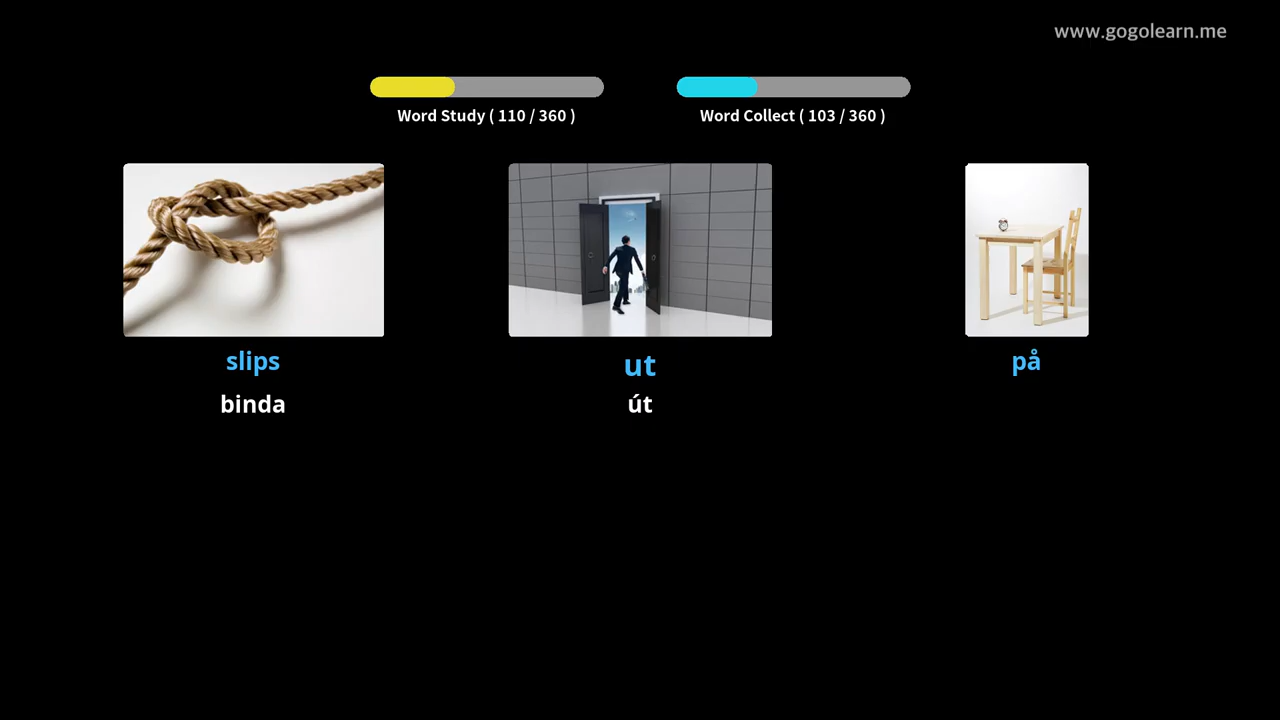 www.gogolearn.me
Word Study ( 110 / 360 )
Word Collect ( 103 / 360 )
slips
ut
på
binda
út